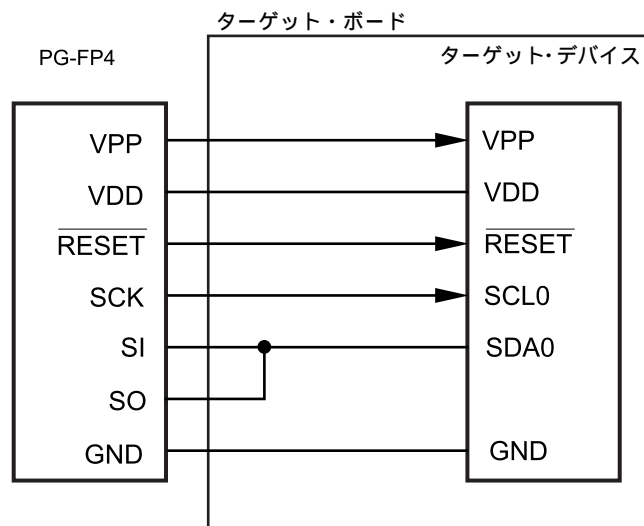 ターゲット・ボード
PG-FP4
ターゲット・デバイス
VPP
VPP
VDD
VDD
RESET
RESET
SCK
SCL0
SI
SDA0
SO
GND
GND